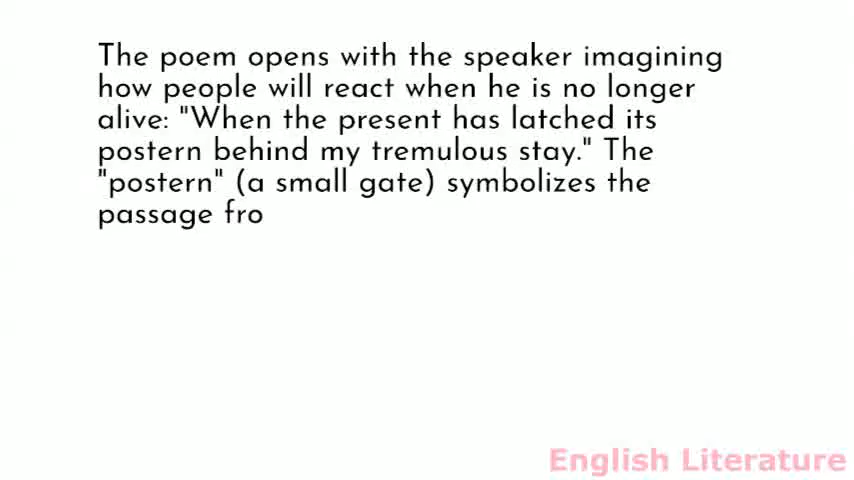 The poem opens with the speaker imagining
how people will react when he is no longer
alive: "When the present has latched its
postern behind my tremulous stay." The
"postern" (a small gate) symbolizes the
passage fro
English Literature